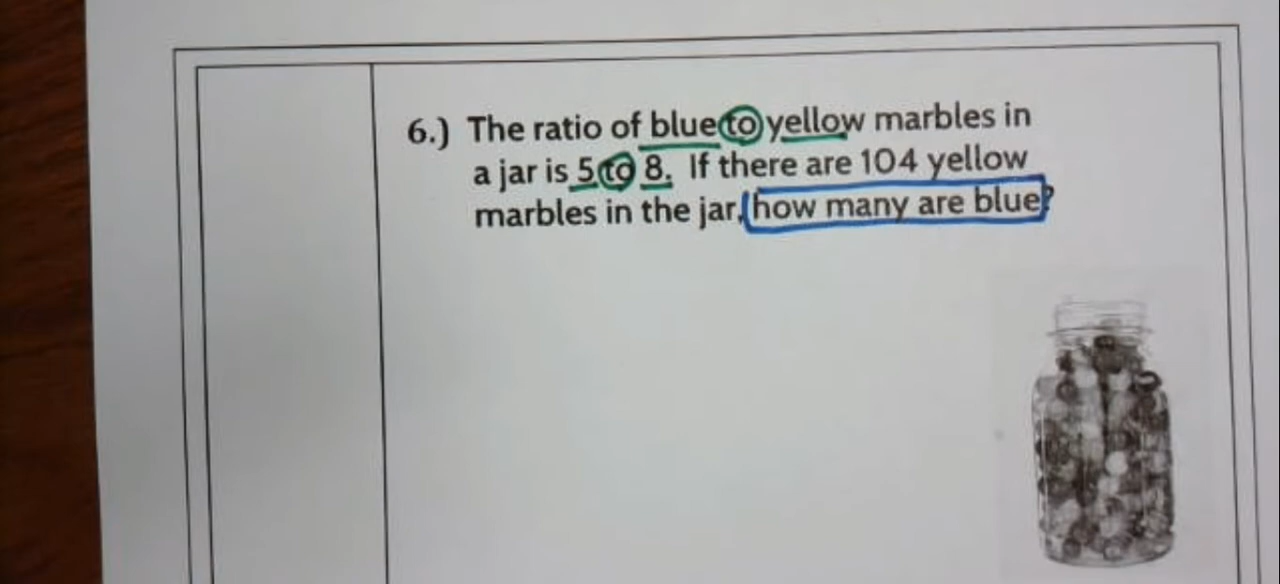 6.) The ratio of blue to yellow marbles in
a jar is 5 to 8. If there are 104 yellow
marbles in the jar, how many are blue?